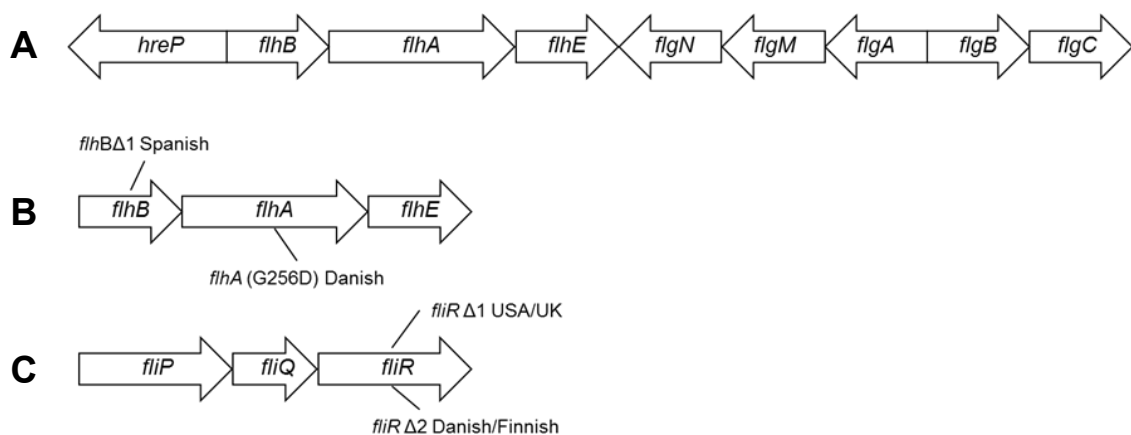 A hreP flhB flhA flhE flgN flgM flgA flgB flgC
flhBΔ1 Spanish
B flhB flhA flhE
flhA (G256D) Danish
fliR Δ1 USA/UK
C fliP fliQ fliR
fliR Δ2 Danish/Finnish